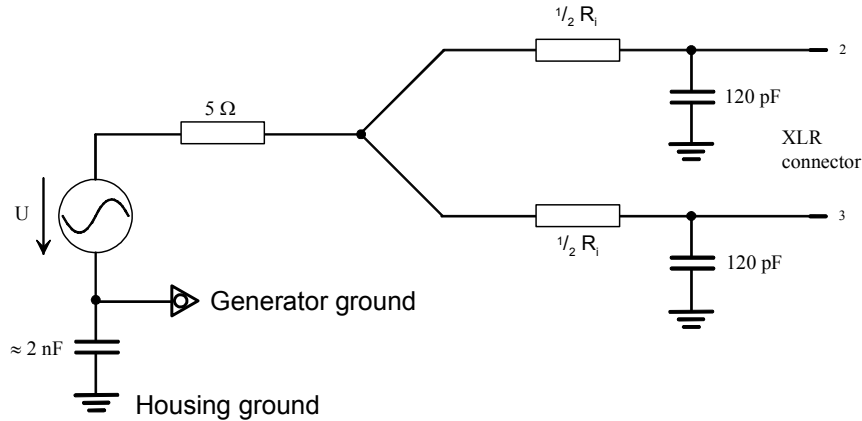 ½ Rᵢ
2
5 Ω
120 pF
XLR
connector
U
3
½ Rᵢ
120 pF
Generator ground
≈ 2 nF
Housing ground